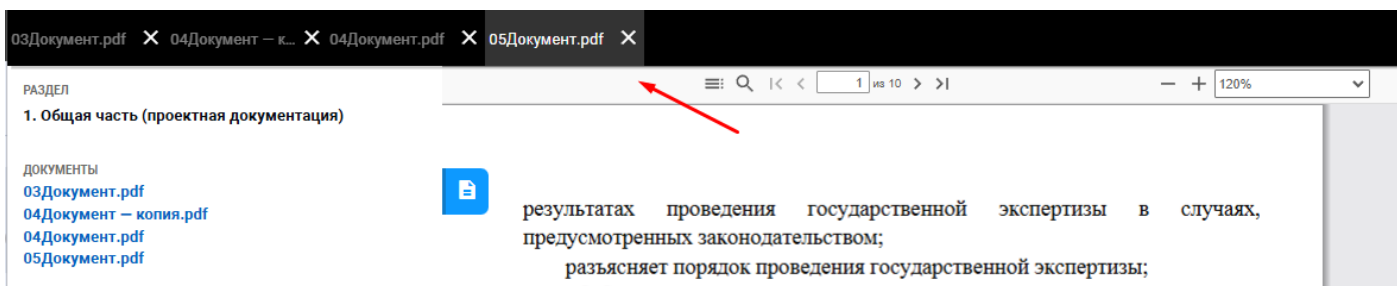 03Документ.pdf 04Документ — к... 04Документ.pdf 05Документ.pdf
1 из 10 120%
РАЗДЕЛ
1. Общая часть (проектная документация)
ДОКУМЕНТЫ
03Документ.pdf
04Документ — копия.pdf
04Документ.pdf
05Документ.pdf
результатах проведения государственной экспертизы в случаях,
предусмотренных законодательством;
разъясняет порядок проведения государственной экспертизы;